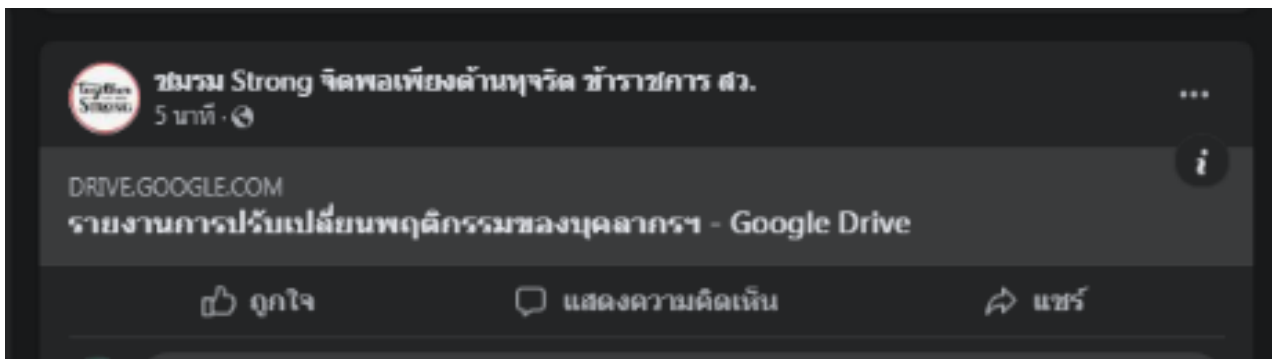 ชมรม Strong จิตพอเพียงต้านทุจริต ข้าราชการ สว.
5 นาที ·
DRIVE.GOOGLE.COM
รายงานการปรับเปลี่ยนพฤติกรรมของบุคลากรฯ - Google Drive
ถูกใจ แสดงความคิดเห็น แชร์